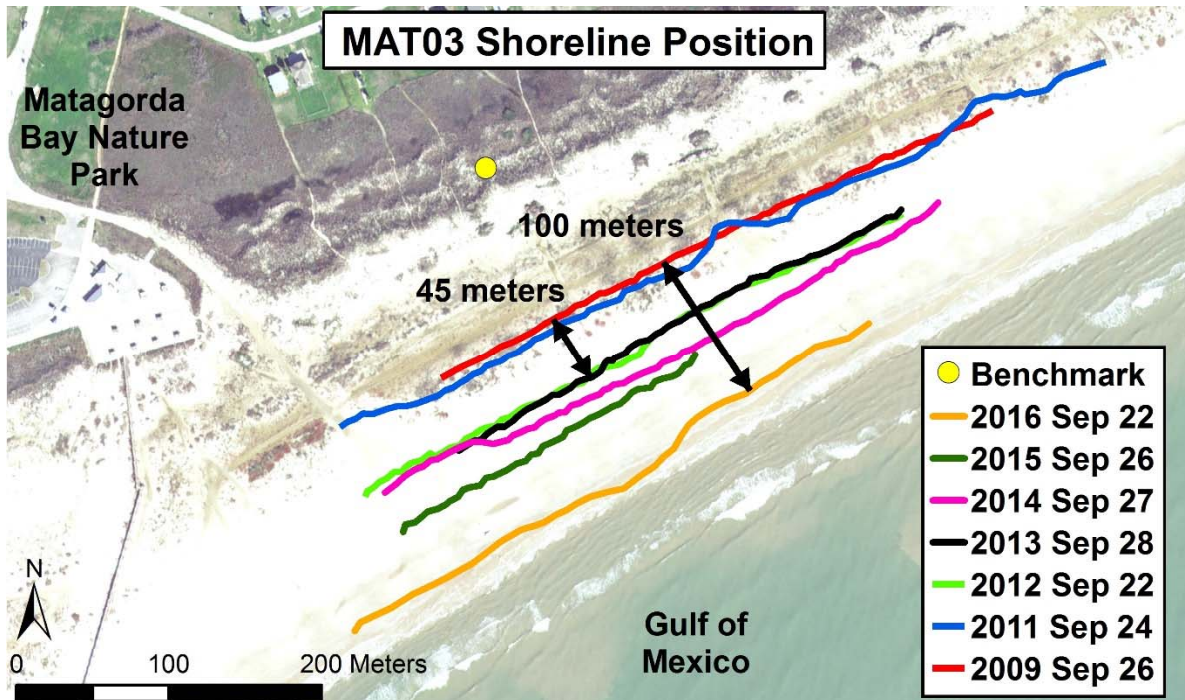 MAT03 Shoreline Position
Matagorda
Bay Nature
Park
100 meters
45 meters
Benchmark
2016 Sep 22
2015 Sep 26
2014 Sep 27
2013 Sep 28
2012 Sep 22
2011 Sep 24
2009 Sep 26
Gulf of
Mexico
N
0 100 200 Meters